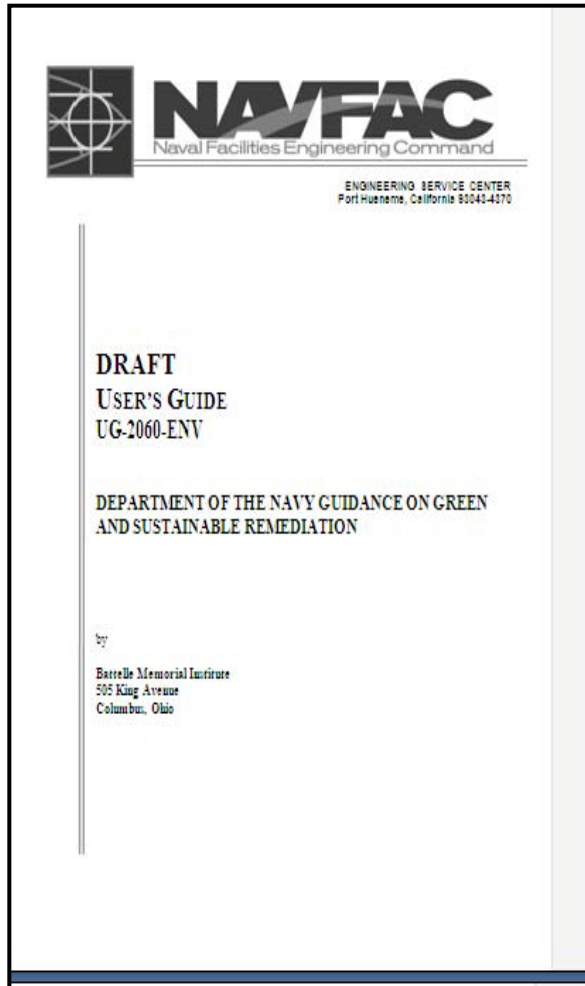 NAVFAC
Naval Facilities Engineering Command
ENGINEERING SERVICE CENTER
Port Hueneme, California 93043-4370
DRAFT
USER'S GUIDE
UG-2060-ENV
DEPARTMENT OF THE NAVY GUIDANCE ON GREEN
AND SUSTAINABLE REMEDIATION
by
Battelle Memorial Institute
505 King Avenue
Columbus, Ohio